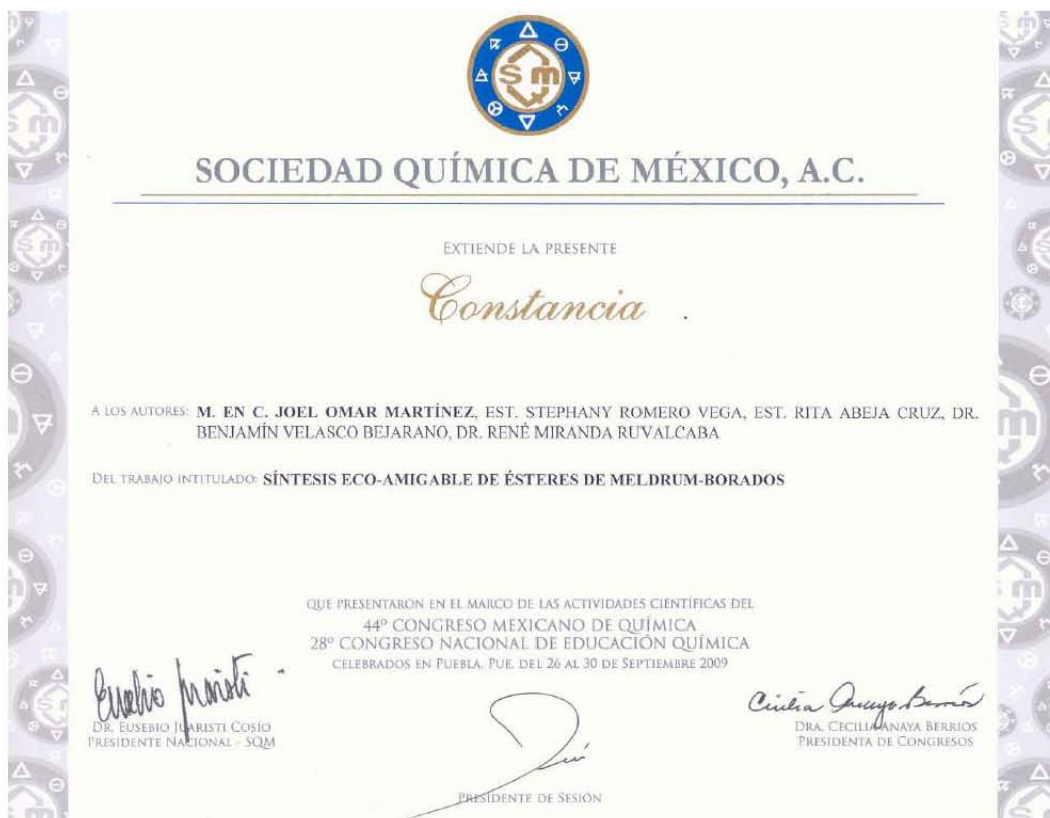 SOCIEDAD QUÍMICA DE MÉXICO, A.C.
EXTIENDE LA PRESENTE
Constancia
A LOS AUTORES: M. EN C. JOEL OMAR MARTÍNEZ, EST. STEPHANY ROMERO VEGA, EST. RITA ABEJA CRUZ, DR.
BENJAMÍN VELASCO BEJARANO, DR. RENÉ MIRANDA RUVALCABA
DEL TRABAJO INTITULADO: SÍNTESIS ECO-AMIGABLE DE ÉSTERES DE MELDRUM-BORADOS
QUE PRESENTARON EN EL MARCO DE LAS ACTIVIDADES CIENTÍFICAS DEL
44º CONGRESO MEXICANO DE QUÍMICA
28º CONGRESO NACIONAL DE EDUCACIÓN QUÍMICA
CELEBRADOS EN PUEBLA, PUE. DEL 26 AL 30 DE SEPTIEMBRE 2009
DR. EUSEBIO JUARISTI COSÍO
PRESIDENTE NACIONAL - SQM
DRA. CECILIA ANAYA BERRIOS
PRESIDENTA DE CONGRESOS
PRESIDENTE DE SESIÓN